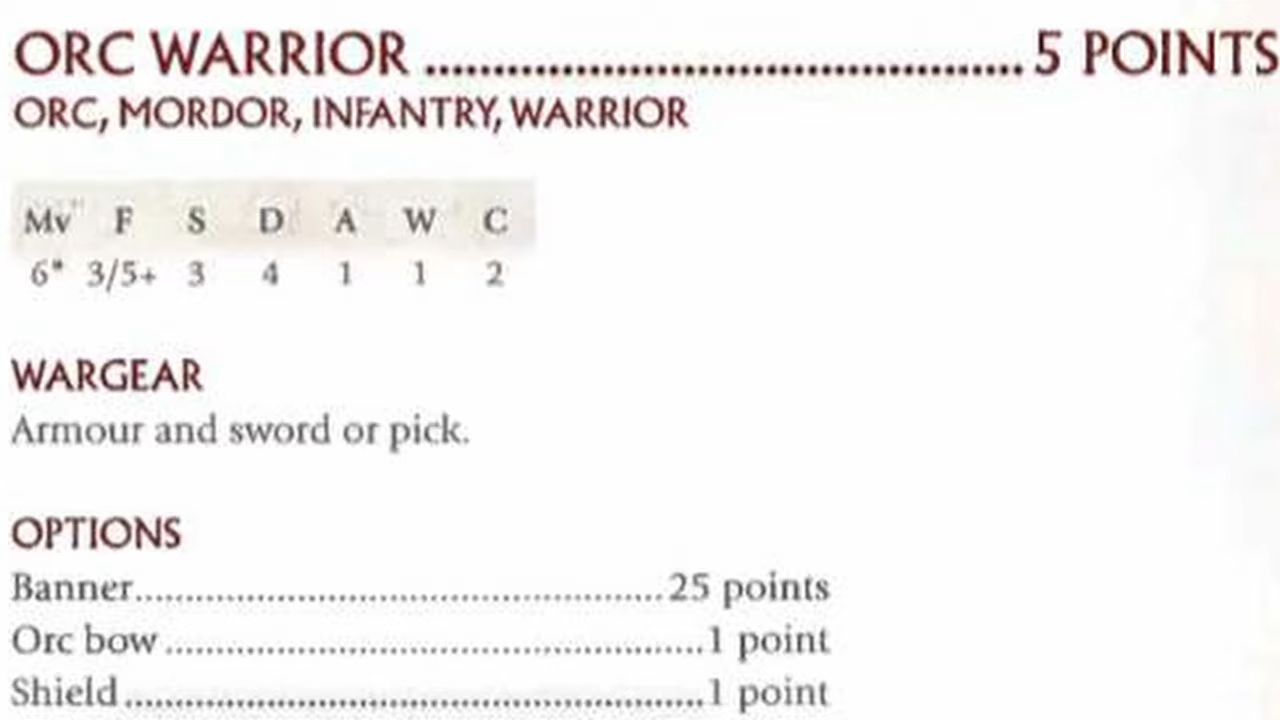 ORC WARRIOR ............................................ 5 POINTS
ORC, MORDOR, INFANTRY, WARRIOR
Mv F S D A W C
6" 3/5+ 3 4 1 1 2
WARGEAR
Armour and sword or pick.
OPTIONS
Banner.....................................................25 points
Orc bow .....................................................1 point
Shield .........................................................1 point